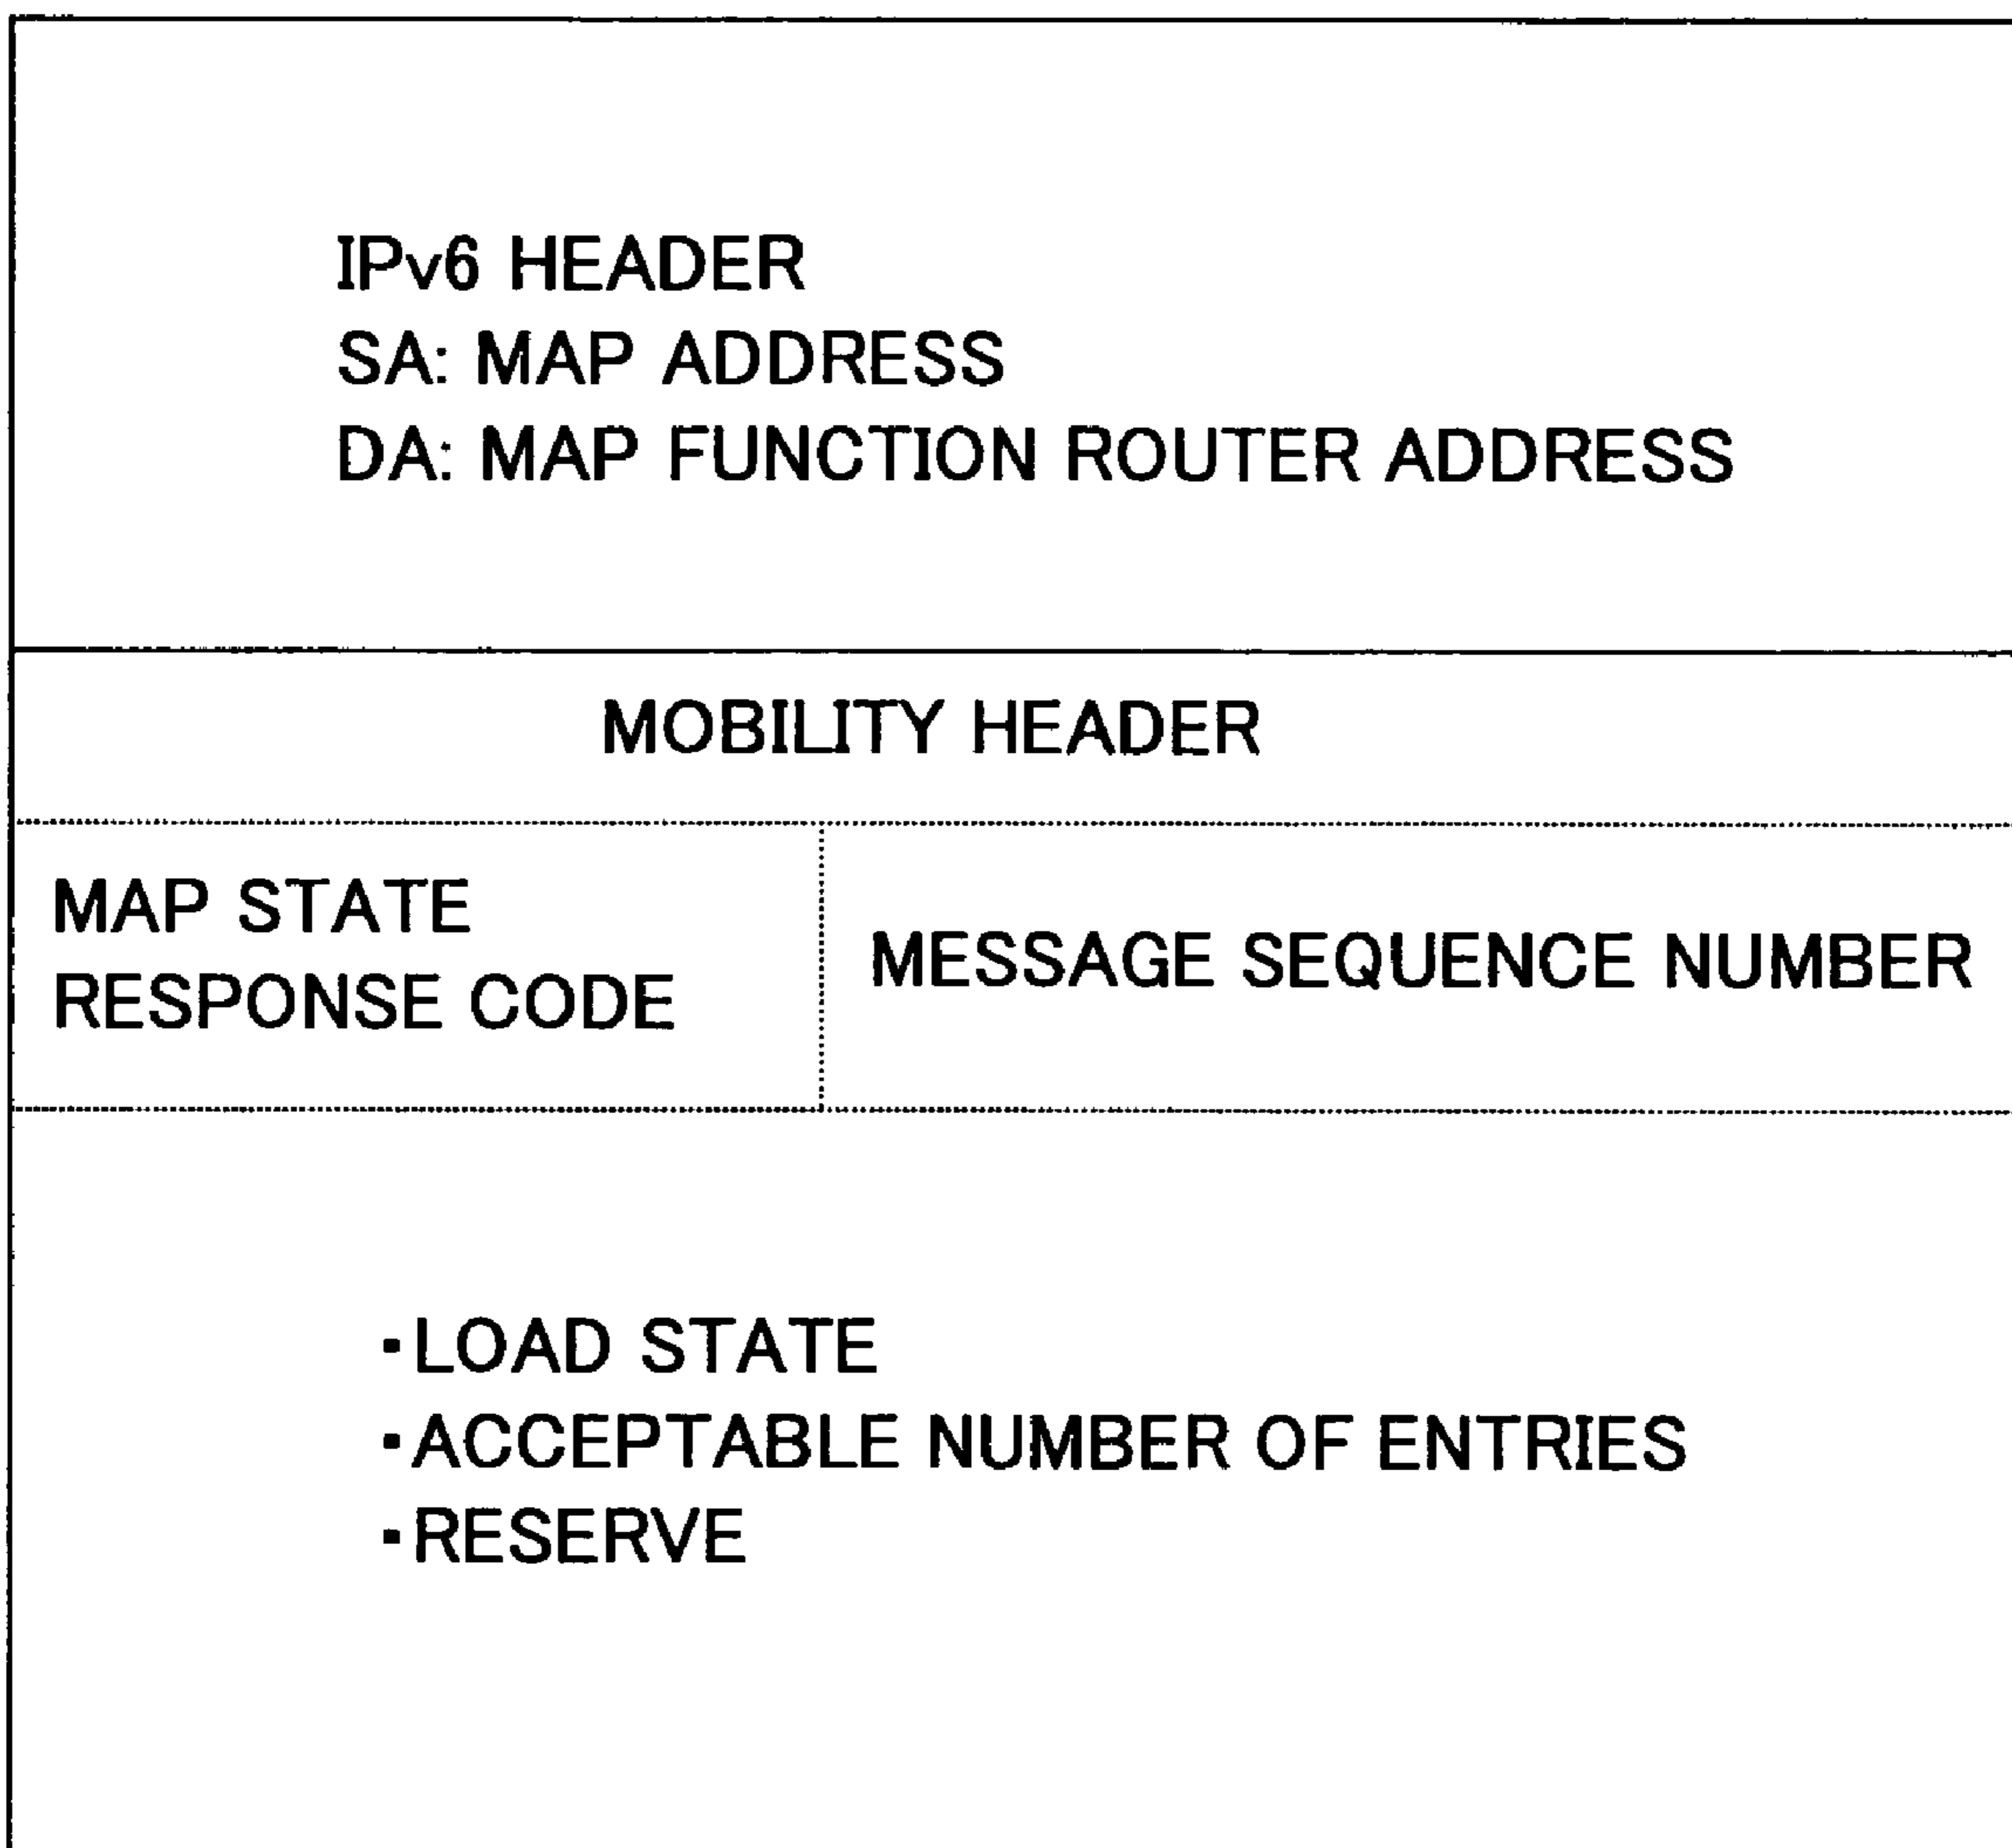 IPv6 HEADER
SA: MAP ADDRESS
DA: MAP FUNCTION ROUTER ADDRESS
MOBILITY HEADER
MAP STATE
RESPONSE CODE
MESSAGE SEQUENCE NUMBER
・LOAD STATE
・ACCEPTABLE NUMBER OF ENTRIES
・RESERVE